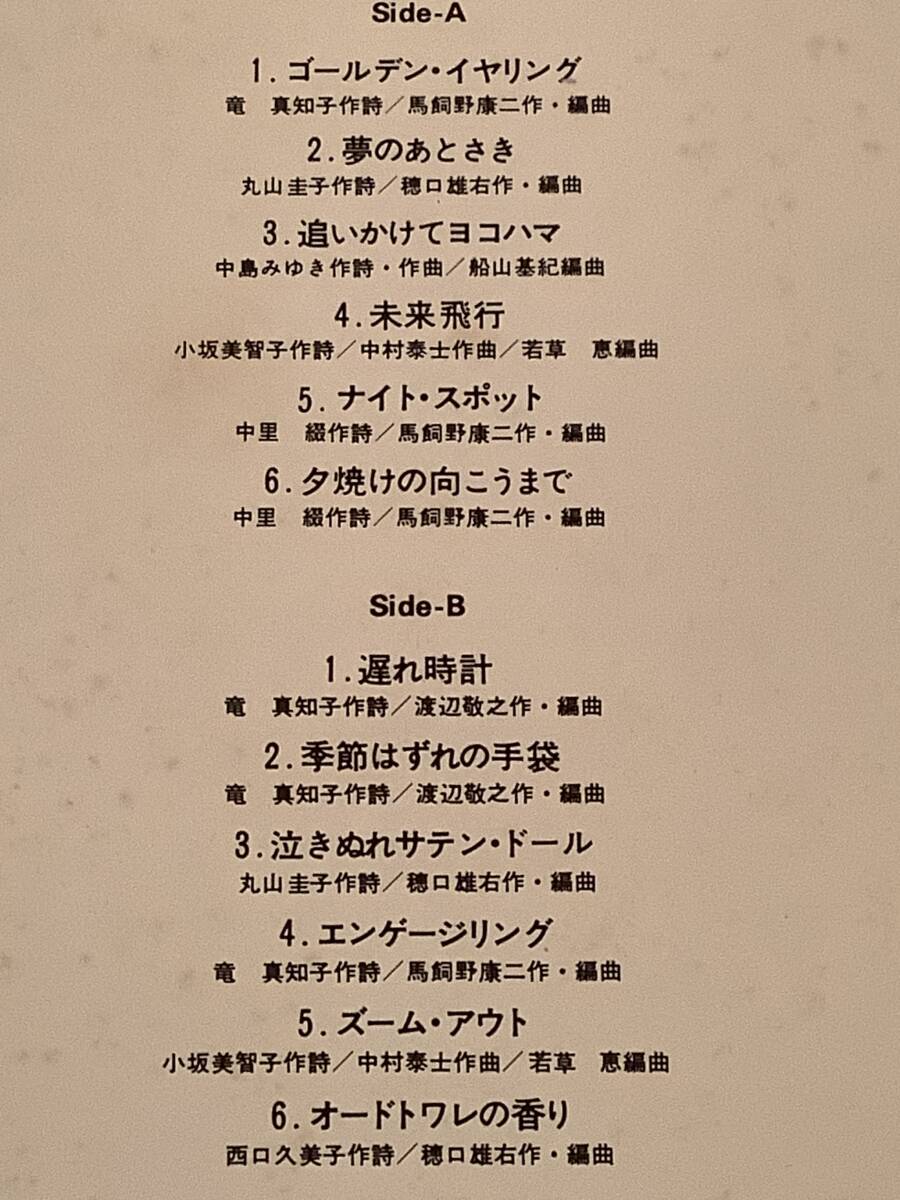 Side-A
1. ゴールデン・イヤリング
竜　真知子作詩／馬飼野康二作・編曲
2. 夢のあとさき
丸山圭子作詩／穂口雄右作・編曲
3. 追いかけてヨコハマ
中島みゆき作詩・作曲／船山基紀編曲
4. 未来飛行
小坂美智子作詩／中村泰士作曲／若草　恵編曲
5. ナイト・スポット
中里　綴作詩／馬飼野康二作・編曲
6. 夕焼けの向こうまで
中里　綴作詩／馬飼野康二作・編曲
Side-B
1. 遅れ時計
竜　真知子作詩／渡辺敬之作・編曲
2. 季節はずれの手袋
竜　真知子作詩／渡辺敬之作・編曲
3. 泣きぬれサテン・ドール
丸山圭子作詩／穂口雄右作・編曲
4. エンゲージリング
竜　真知子作詩／馬飼野康二作・編曲
5. ズーム・アウト
小坂美智子作詩／中村泰士作曲／若草　恵編曲
6. オードトワレの香り
西口久美子作詩／穂口雄右作・編曲